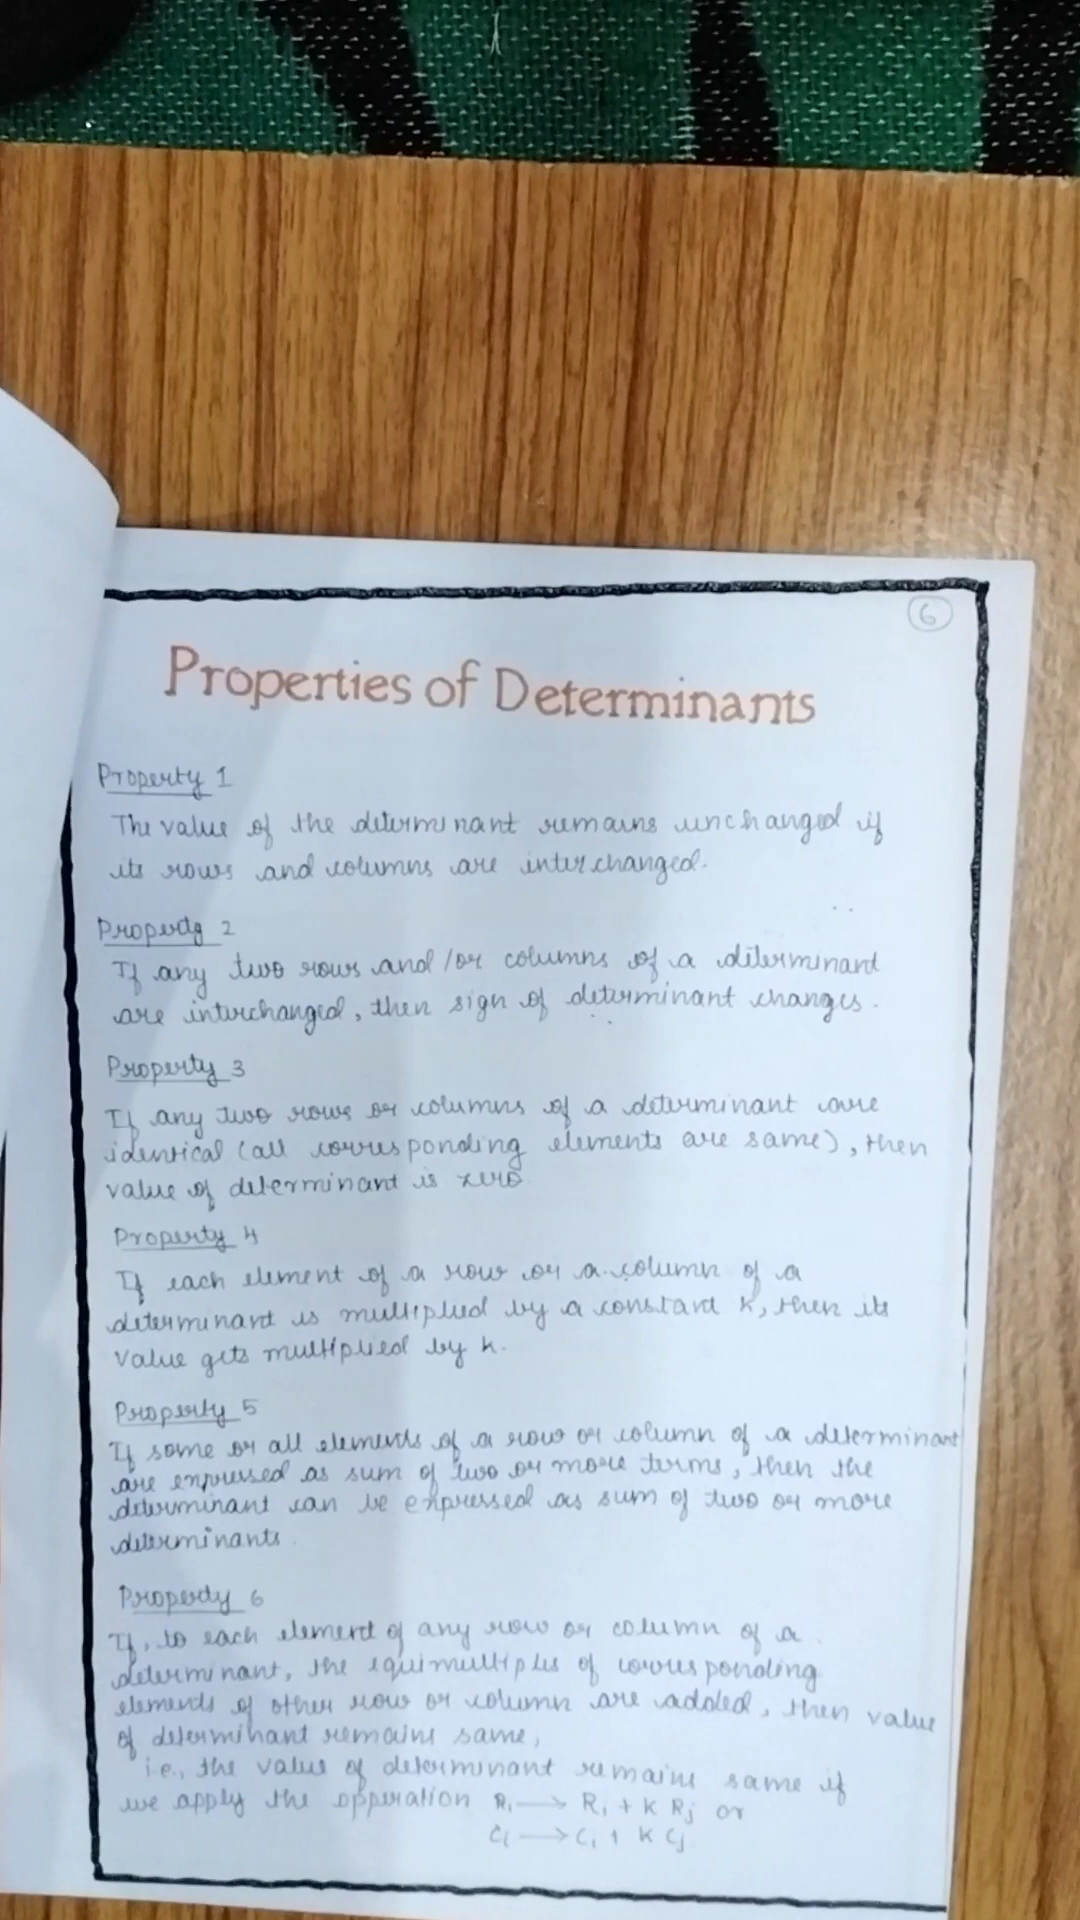 6
Properties of Determinants
Property 1
The value of the determinant remains unchanged if
its rows and columns are interchanged.
Property 2
If any two rows and/or columns of a determinant
are interchanged, then sign of determinant changes.
Property 3
If any two rows or columns of a determinant are
identical (all corresponding elements are same), then
value of determinant is zero.
Property 4
If each element of a row or a column of a
determinant is multiplied by a constant k, then its
value gets multiplied by k.
Property 5
If some or all elements of a row or column of a determinant
are expressed as sum of two or more terms, then the
determinant can be expressed as sum of two or more
determinants.
Property 6
If, to each element of any row or column of a
determinant, the equimultiples of corresponding
elements of other row or column are added, then value
of determinant remains same,
i.e., the value of determinant remains same if
we apply the opperation Ri → Ri + k Rj or
Ci → Ci + k Cj